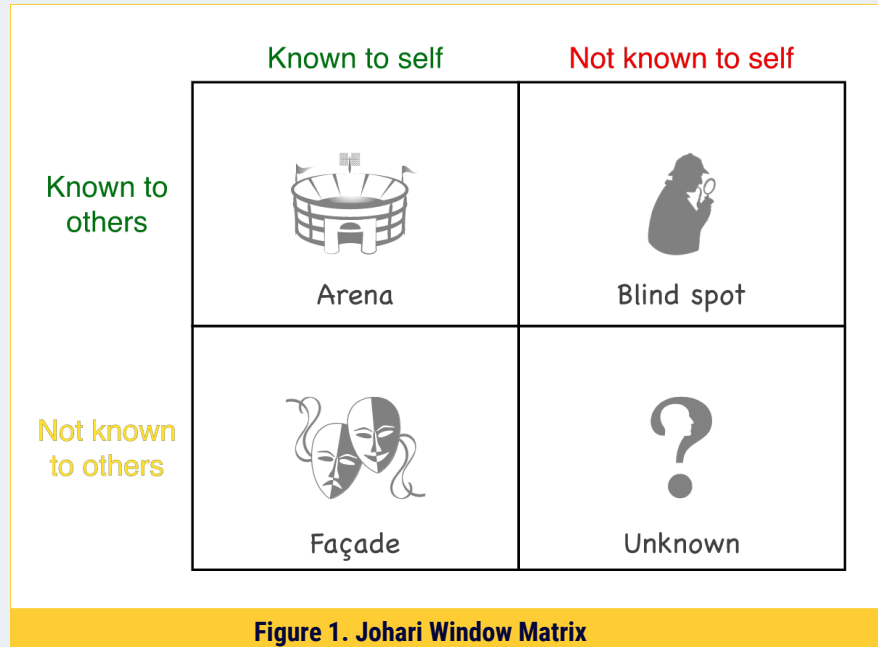 Known to self
Not known to self
Known to
others
Arena
Blind spot
Not known
to others
Façade
Unknown
Figure 1. Johari Window Matrix